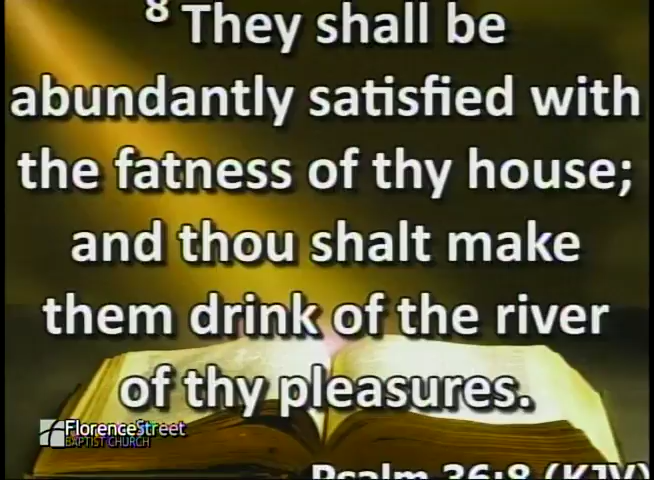 8 They shall be
abundantly satisfied with
the fatness of thy house;
and thou shalt make
them drink of the river
of thy pleasures.
FlorenceStreet
BAPTIST CHURCH
Psalm 36:8 (KJV)